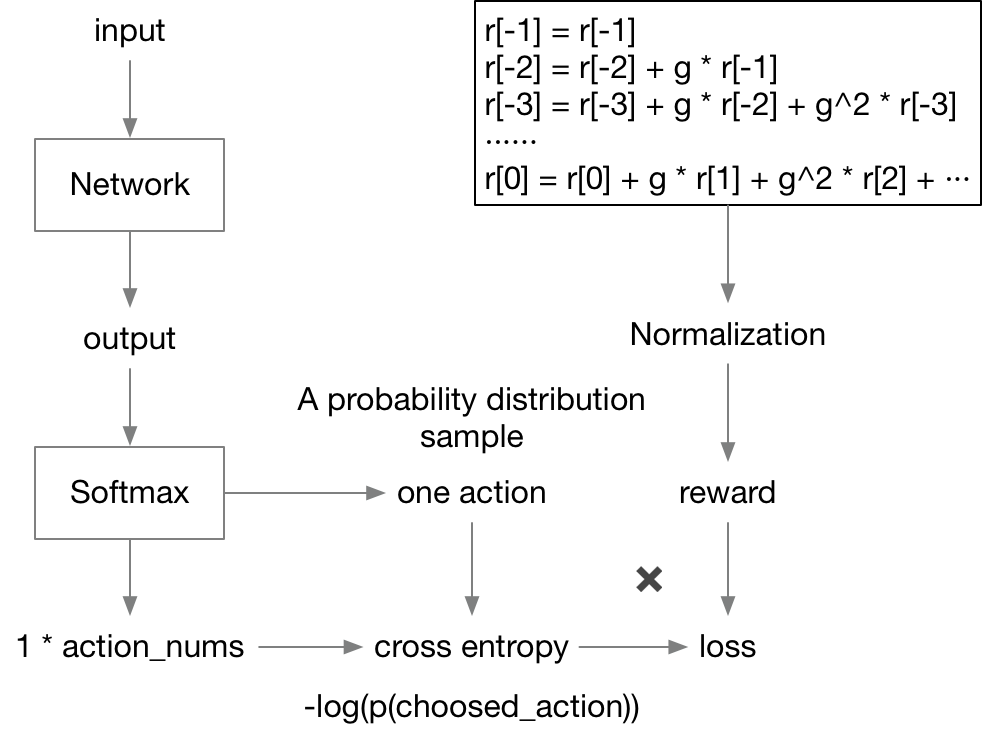 input
Network
output
Softmax
1 * action_nums
A probability distribution
sample
one action
cross entropy
-log(p(choosed_action))
r[-1] = r[-1]
r[-2] = r[-2] + g * r[-1]
r[-3] = r[-3] + g * r[-2] + g^2 * r[-3]
······
r[0] = r[0] + g * r[1] + g^2 * r[2] + ···
Normalization
reward
loss